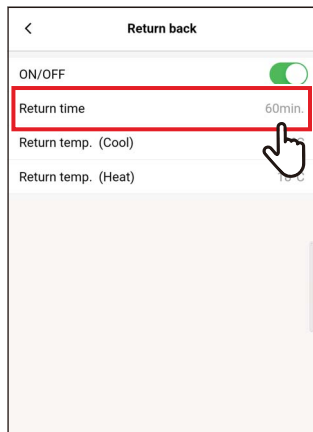 Return back
ON/OFF
Return time 60min.
Return temp. (Cool)
Return temp. (Heat)